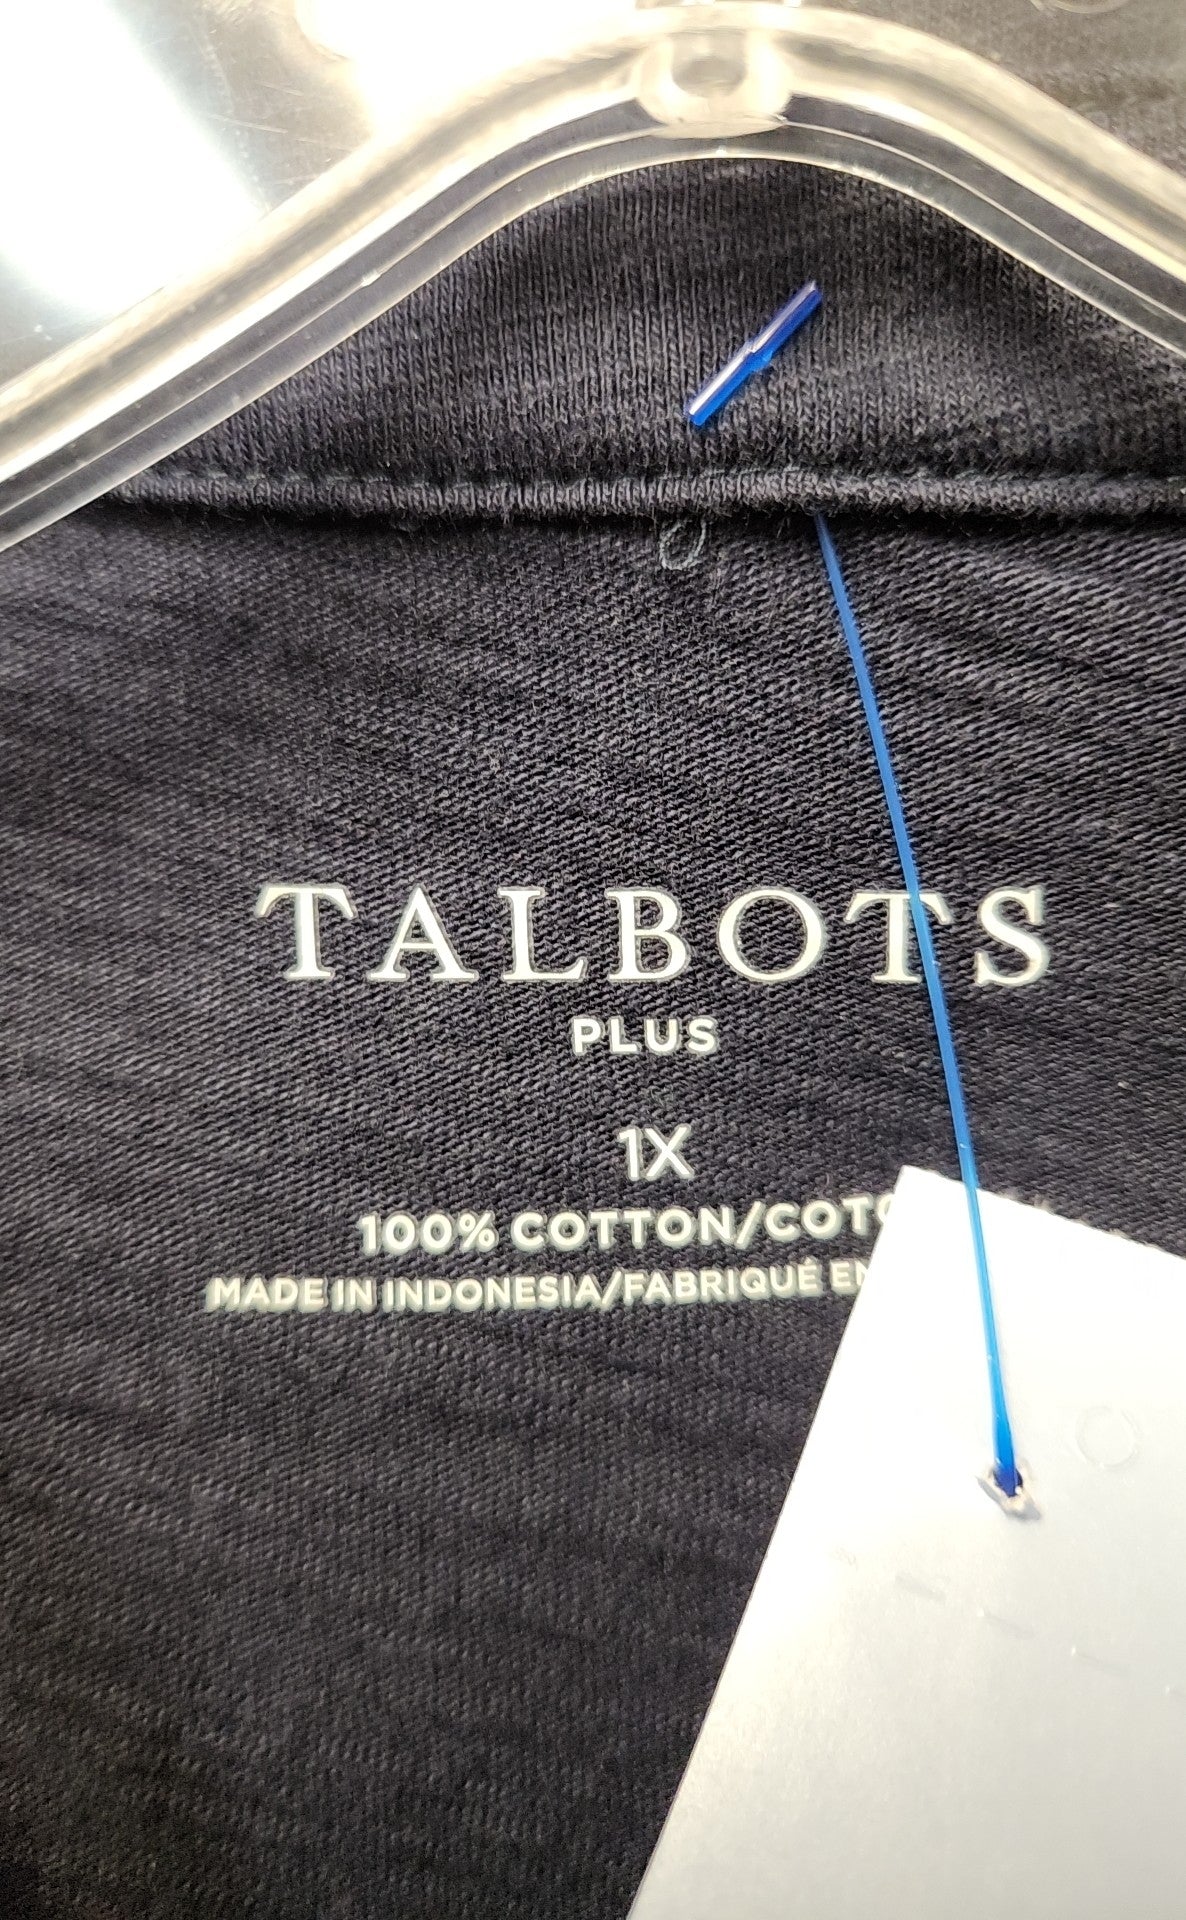 TALBOTS
PLUS
1X
100% COTTON/COTO
MADE IN INDONESIA/FABRIQUÉ EN